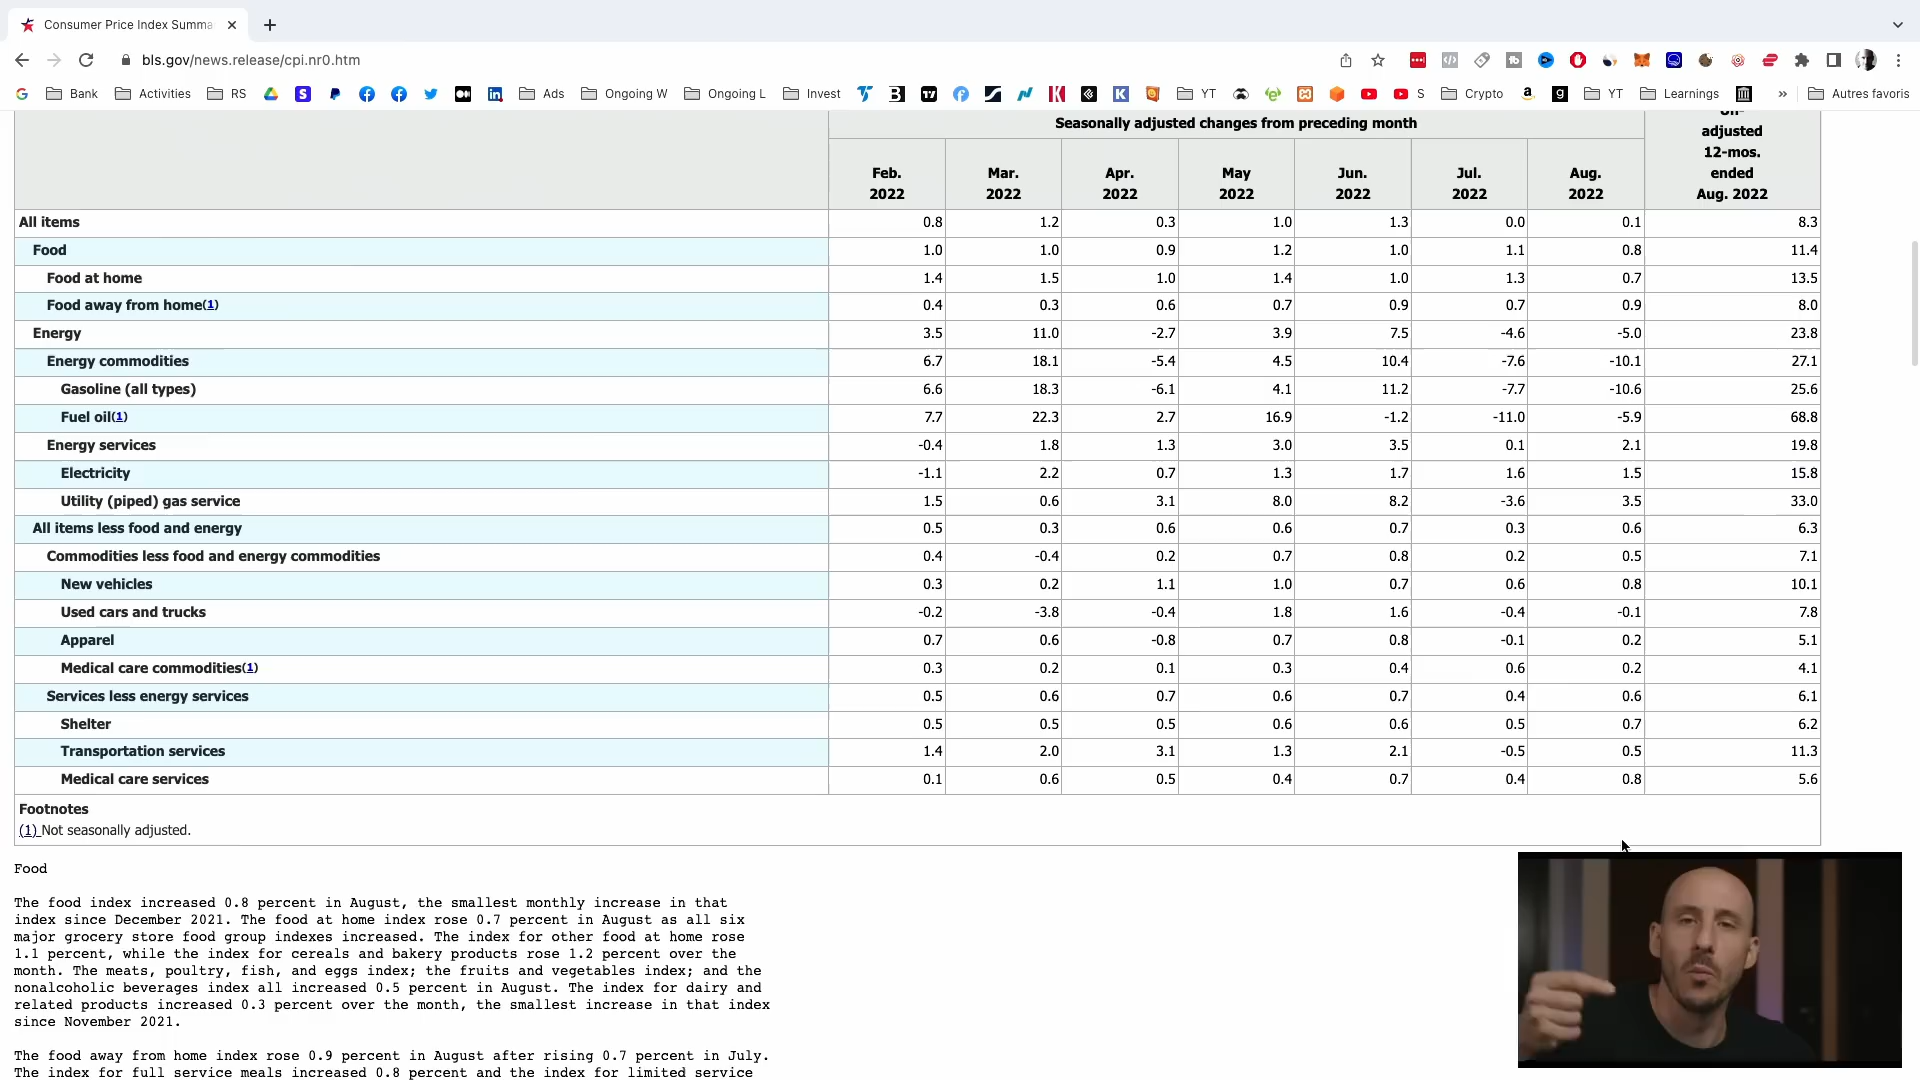 Consumer Price Index Summa
bls.gov/news.release/cpi.nr0.htm
Bank Activities RS Ads Ongoing W Ongoing L Invest YT S Crypto YT Learnings » Autres favoris
Seasonally adjusted changes from preceding month
adjusted
12-mos.
ended
Aug. 2022
Feb. 2022 Mar. 2022 Apr. 2022 May 2022 Jun. 2022 Jul. 2022 Aug. 2022
All items 0.8 1.2 0.3 1.0 1.3 0.0 0.1 8.3
Food 1.0 1.0 0.9 1.2 1.0 1.1 0.8 11.4
Food at home 1.4 1.5 1.0 1.4 1.0 1.3 0.7 13.5
Food away from home(1) 0.4 0.3 0.6 0.7 0.9 0.7 0.9 8.0
Energy 3.5 11.0 -2.7 3.9 7.5 -4.6 -5.0 23.8
Energy commodities 6.7 18.1 -5.4 4.5 10.4 -7.6 -10.1 27.1
Gasoline (all types) 6.6 18.3 -6.1 4.1 11.2 -7.7 -10.6 25.6
Fuel oil(1) 7.7 22.3 2.7 16.9 -1.2 -11.0 -5.9 68.8
Energy services -0.4 1.8 1.3 3.0 3.5 0.1 2.1 19.8
Electricity -1.1 2.2 0.7 1.3 1.7 1.6 1.5 15.8
Utility (piped) gas service 1.5 0.6 3.1 8.0 8.2 -3.6 3.5 33.0
All items less food and energy 0.5 0.3 0.6 0.6 0.7 0.3 0.6 6.3
Commodities less food and energy commodities 0.4 -0.4 0.2 0.7 0.8 0.2 0.5 7.1
New vehicles 0.3 0.2 1.1 1.0 0.7 0.6 0.8 10.1
Used cars and trucks -0.2 -3.8 -0.4 1.8 1.6 -0.4 -0.1 7.8
Apparel 0.7 0.6 -0.8 0.7 0.8 -0.1 0.2 5.1
Medical care commodities(1) 0.3 0.2 0.1 0.3 0.4 0.6 0.2 4.1
Services less energy services 0.5 0.6 0.7 0.6 0.7 0.4 0.6 6.1
Shelter 0.5 0.5 0.5 0.6 0.6 0.5 0.7 6.2
Transportation services 1.4 2.0 3.1 1.3 2.1 -0.5 0.5 11.3
Medical care services 0.1 0.6 0.5 0.4 0.7 0.4 0.8 5.6
Footnotes
(1) Not seasonally adjusted.
Food
The food index increased 0.8 percent in August, the smallest monthly increase in that
index since December 2021. The food at home index rose 0.7 percent in August as all six
major grocery store food group indexes increased. The index for other food at home rose
1.1 percent, while the index for cereals and bakery products rose 1.2 percent over the
month. The meats, poultry, fish, and eggs index; the fruits and vegetables index; and the
nonalcoholic beverages index all increased 0.5 percent in August. The index for dairy and
related products increased 0.3 percent over the month, the smallest increase in that index
since November 2021.
The food away from home index rose 0.9 percent in August after rising 0.7 percent in July.
The index for full service meals increased 0.8 percent and the index for limited service